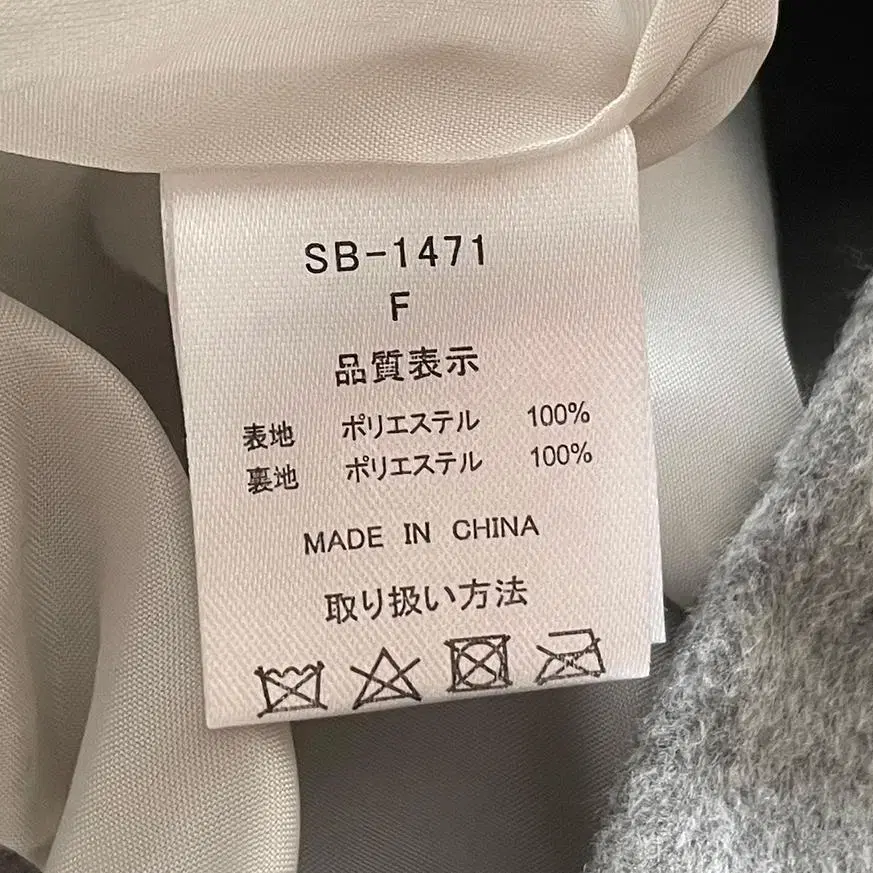 SB-1471
F
品質表示
表地 ポリエステル 100%
裏地 ポリエステル 100%
MADE IN CHINA
取り扱い方法